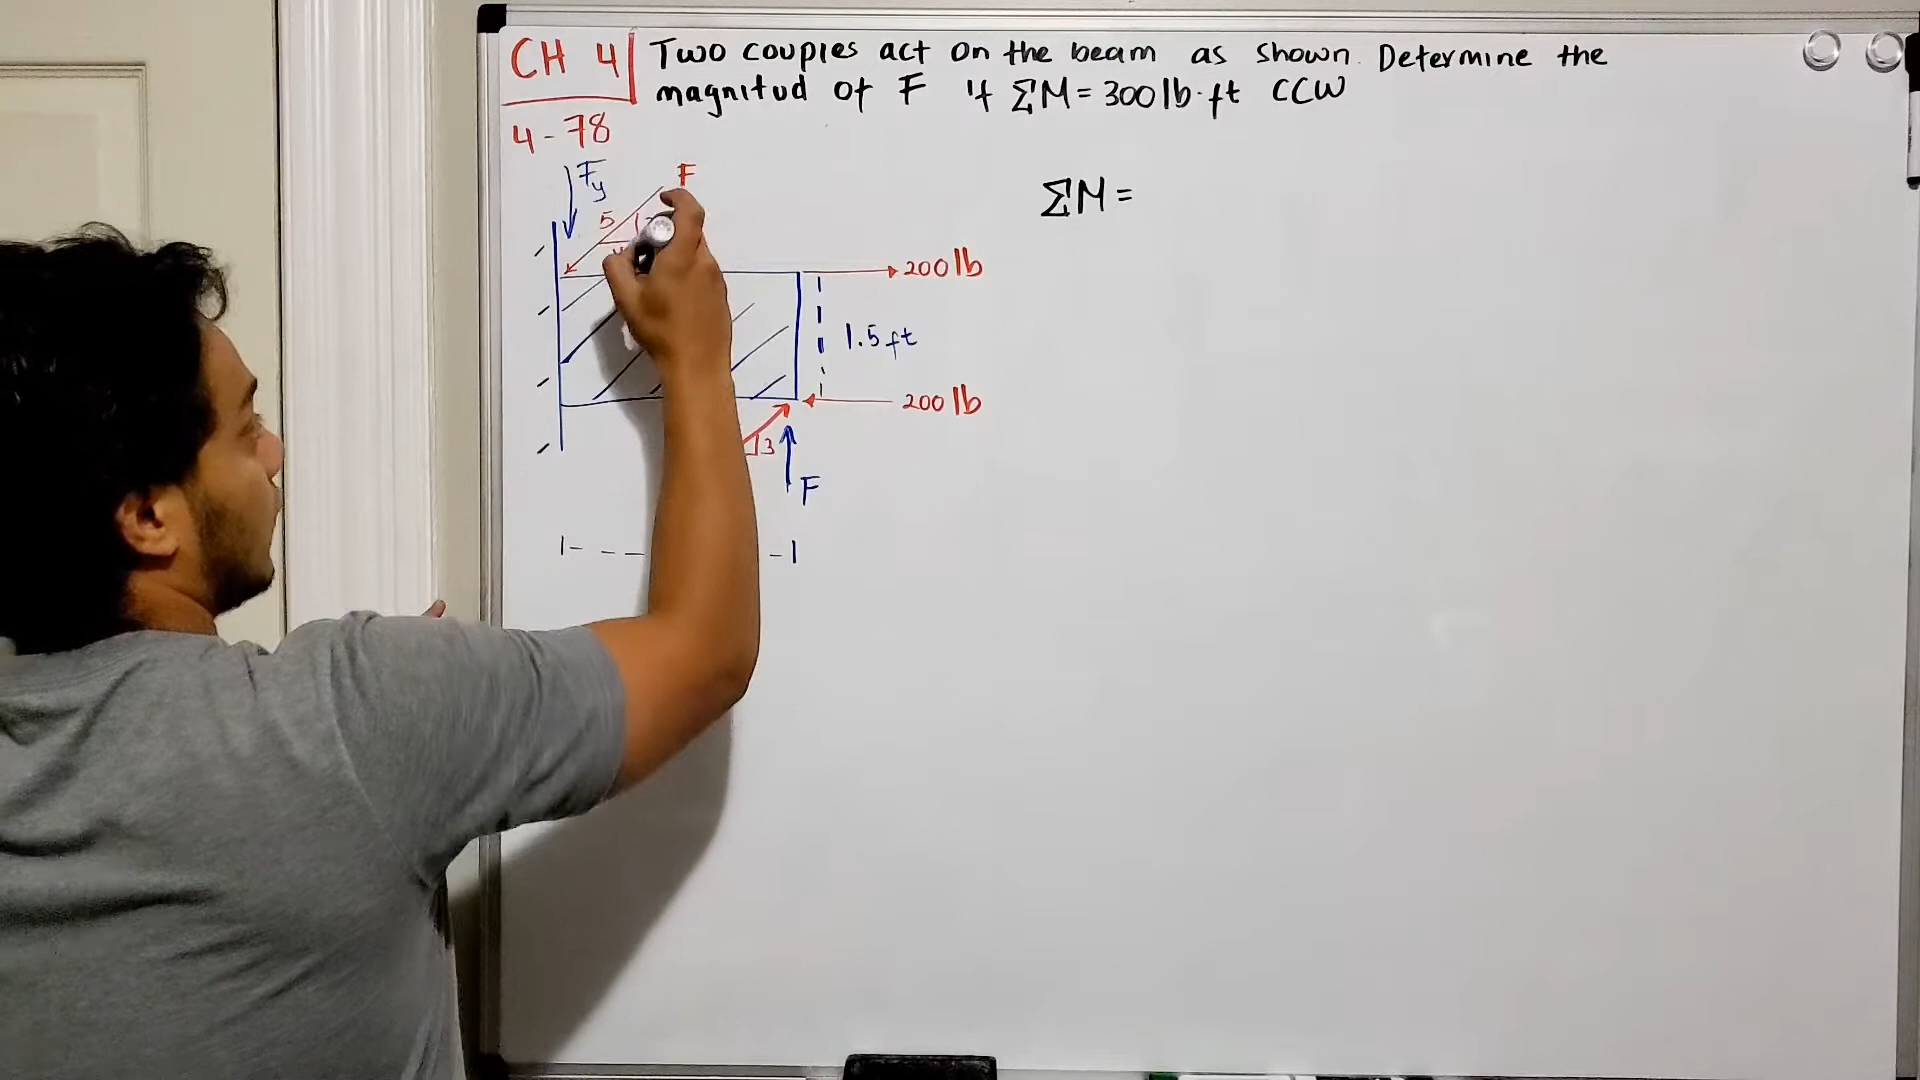 CH 4
Two couples act on the beam as shown. Determine the
magnitud of F if ΣM = 300 lb·ft CCW
4-78
Fy
F
5
ΣM =
200 lb
1.5 ft
200 lb
3
F